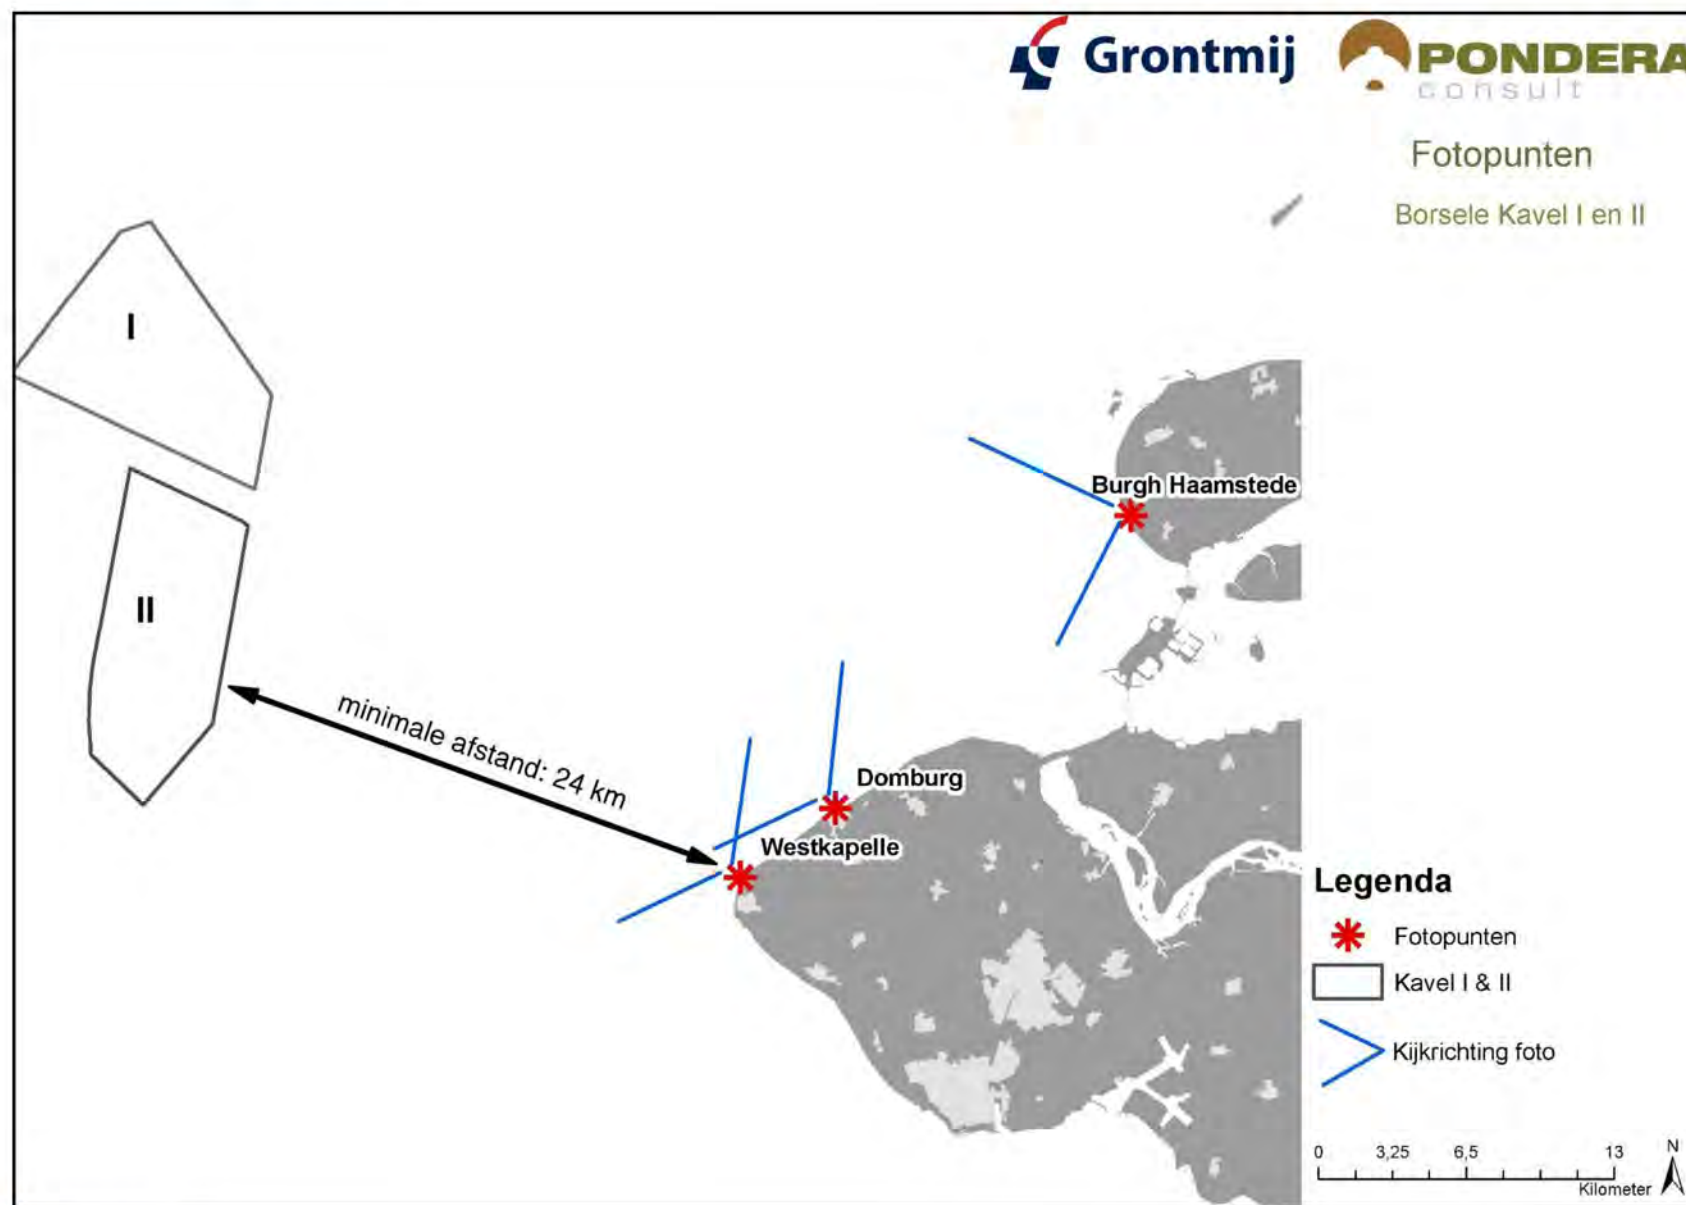 Grontmij
PONDERA
consult
Fotopunten
Borsele Kavel I en II
I
II
minimale afstand: 24 km
Burgh Haamstede
Domburg
Westkapelle
Legenda
Fotopunten
Kavel I & II
Kijkrichting foto
0 3,25 6,5 13
Kilometer
N